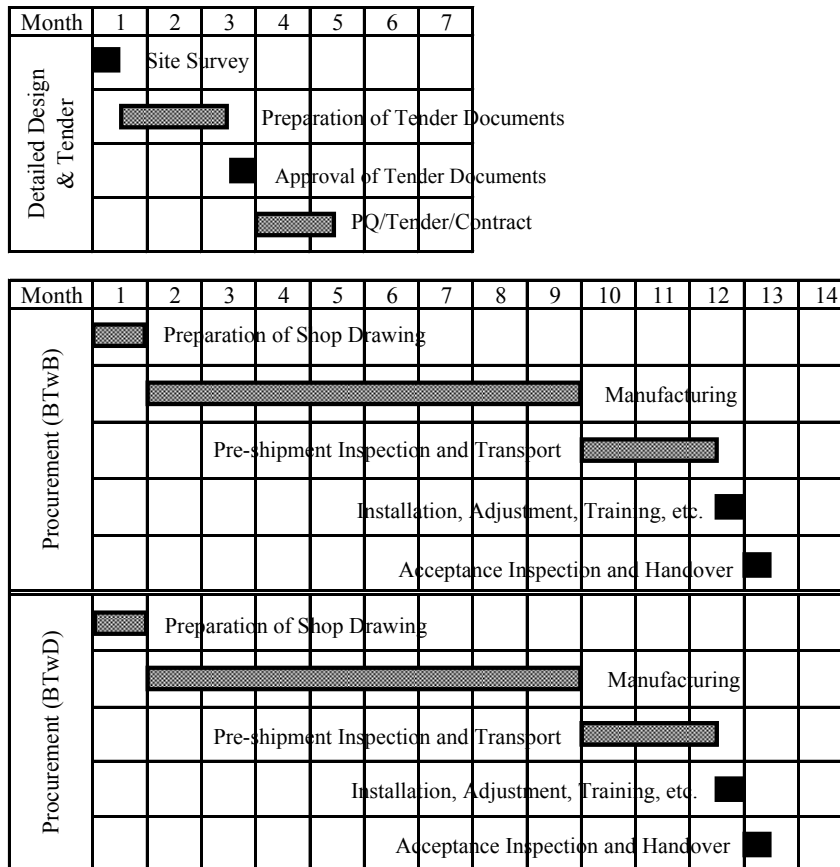 Month 1 2 3 4 5 6 7
Detailed Design
& Tender
Site Survey
Preparation of Tender Documents
Approval of Tender Documents
PQ/Tender/Contract
Month 1 2 3 4 5 6 7 8 9 10 11 12 13 14
Procurement (BTwB)
Preparation of Shop Drawing
Manufacturing
Pre-shipment Inspection and Transport
Installation, Adjustment, Training, etc.
Acceptance Inspection and Handover
Procurement (BTwD)
Preparation of Shop Drawing
Manufacturing
Pre-shipment Inspection and Transport
Installation, Adjustment, Training, etc.
Acceptance Inspection and Handover